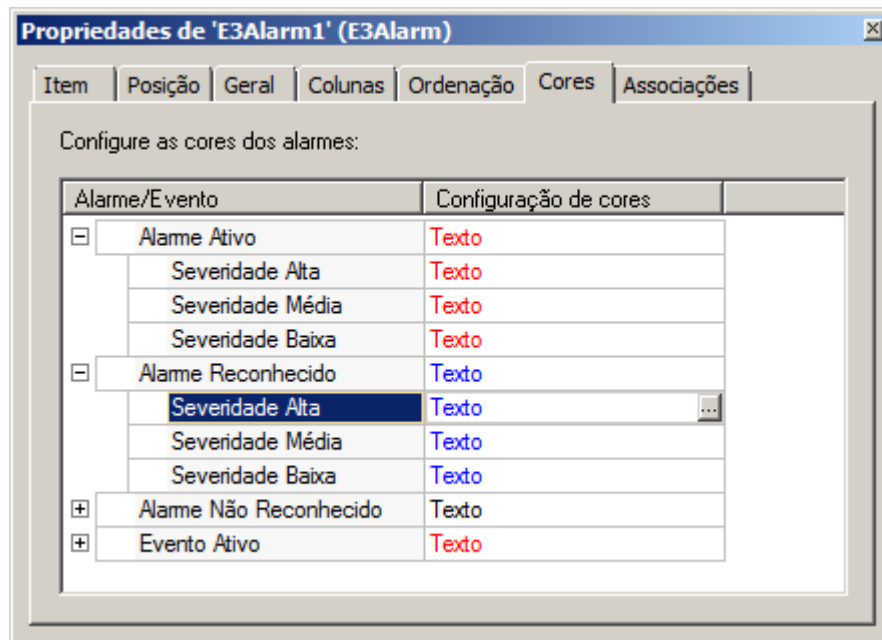 Propriedades de 'E3Alarm1' (E3Alarm)
Item Posição Geral Colunas Ordenação Cores Associações
Configure as cores dos alarmes:
Alarme/Evento Configuração de cores
Alarme Ativo Texto
Severidade Alta Texto
Severidade Média Texto
Severidade Baixa Texto
Alarme Reconhecido Texto
Severidade Alta Texto ...
Severidade Média Texto
Severidade Baixa Texto
Alarme Não Reconhecido Texto
Evento Ativo Texto